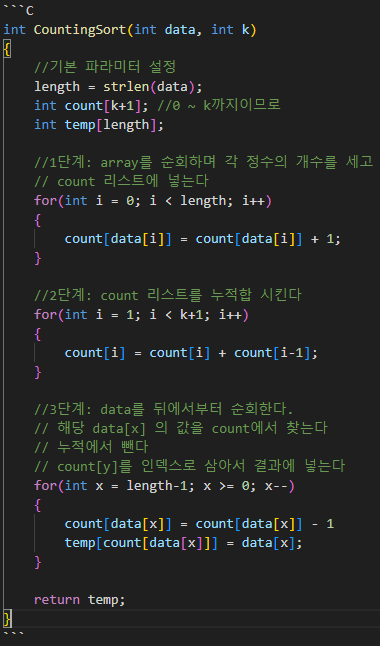 ```C
int CountingSort(int data, int k)
{
    //기본 파라미터 설정
    length = strlen(data);
    int count[k+1]; //0 ~ k까지이므로
    int temp[length];
    //1단계: array를 순회하며 각 정수의 개수를 세고
    // count 리스트에 넣는다
    for(int i = 0; i < length; i++)
    {
        count[data[i]] = count[data[i]] + 1;
    }
    //2단계: count 리스트를 누적합 시킨다
    for(int i = 1; i < k+1; i++)
    {
        count[i] = count[i] + count[i-1];
    }
    //3단계: data를 뒤에서부터 순회한다.
    // 해당 data[x] 의 값을 count에서 찾는다
    // 누적에서 뺀다
    // count[y]를 인덱스로 삼아서 결과에 넣는다
    for(int x = length-1; x >= 0; x--)
    {
        count[data[x]] = count[data[x]] - 1
        temp[count[data[x]]] = data[x];
    }
    return temp;
}
```